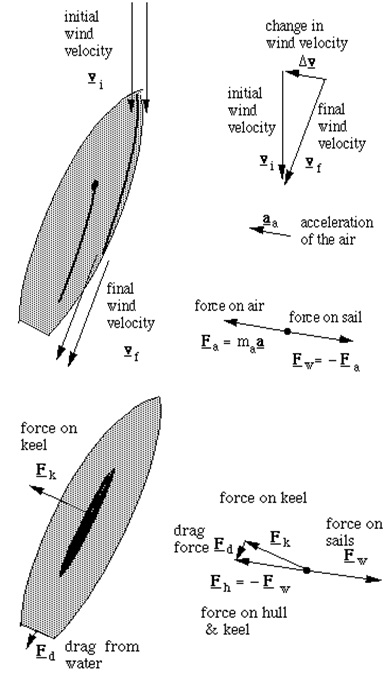 initial
wind
velocity
v i
change in
wind velocity
Δv
initial
wind
velocity
final
wind
velocity
v i
v f
a a
acceleration
of the air
final
wind
velocity
v f
force on air
force on sail
F a = m a a
F w = − F a
force on
keel
F k
force on keel
drag
force F d
F k
force on
sails
F w
F h = − F w
force on hull
& keel
F d
drag from
water